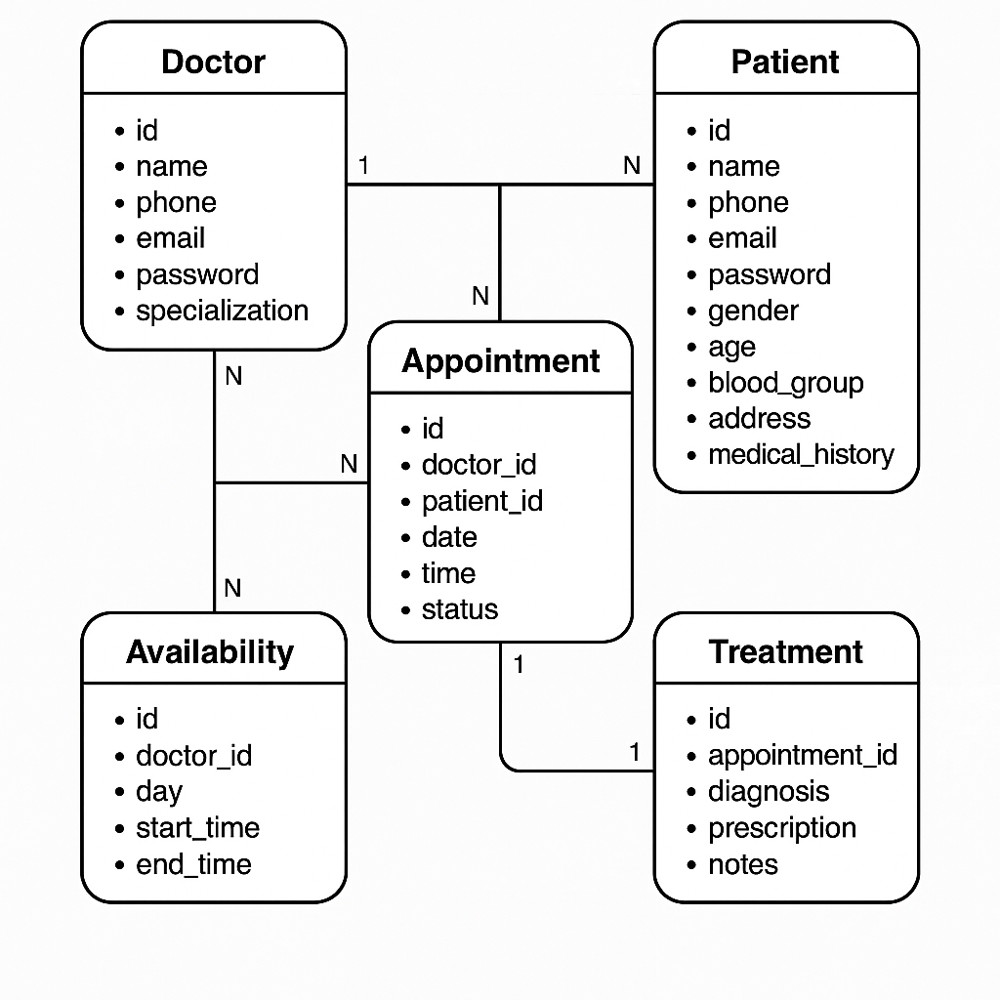 Doctor
• id
• name
• phone
• email
• password
• specialization
1
N
Patient
• id
• name
• phone
• email
• password
• gender
• age
• blood_group
• address
• medical_history
N
N
N
Appointment
• id
• doctor_id
• patient_id
• date
• time
• status
N
1
1
Availability
• id
• doctor_id
• day
• start_time
• end_time
Treatment
• id
• appointment_id
• diagnosis
• prescription
• notes